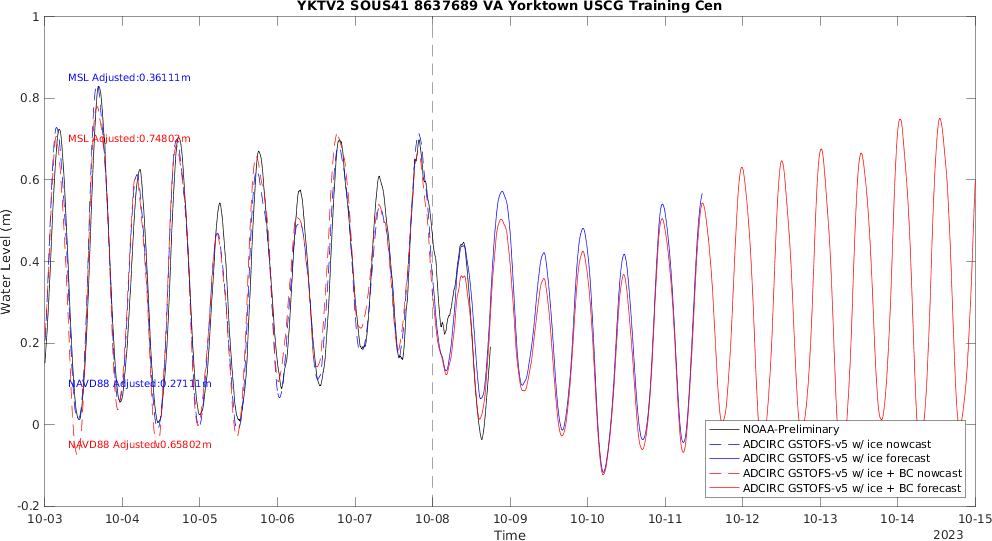 YKTV2 SOUS41 8637689 VA Yorktown USCG Training Cen
1
0.8
0.6
0.4
0.2
0
-0.2
Water Level (m)
MSL Adjusted:0.36111m
MSL Adjusted:0.74802m
NAVD88 Adjusted:0.27111m
NAVD88 Adjusted:0.65802m
NOAA-Preliminary
ADCIRC GSTOFS-v5 w/ ice nowcast
ADCIRC GSTOFS-v5 w/ ice forecast
ADCIRC GSTOFS-v5 w/ ice + BC nowcast
ADCIRC GSTOFS-v5 w/ ice + BC forecast
10-03 10-04 10-05 10-06 10-07 10-08 10-09 10-10 10-11 10-12 10-13 10-14 10-15
Time
2023